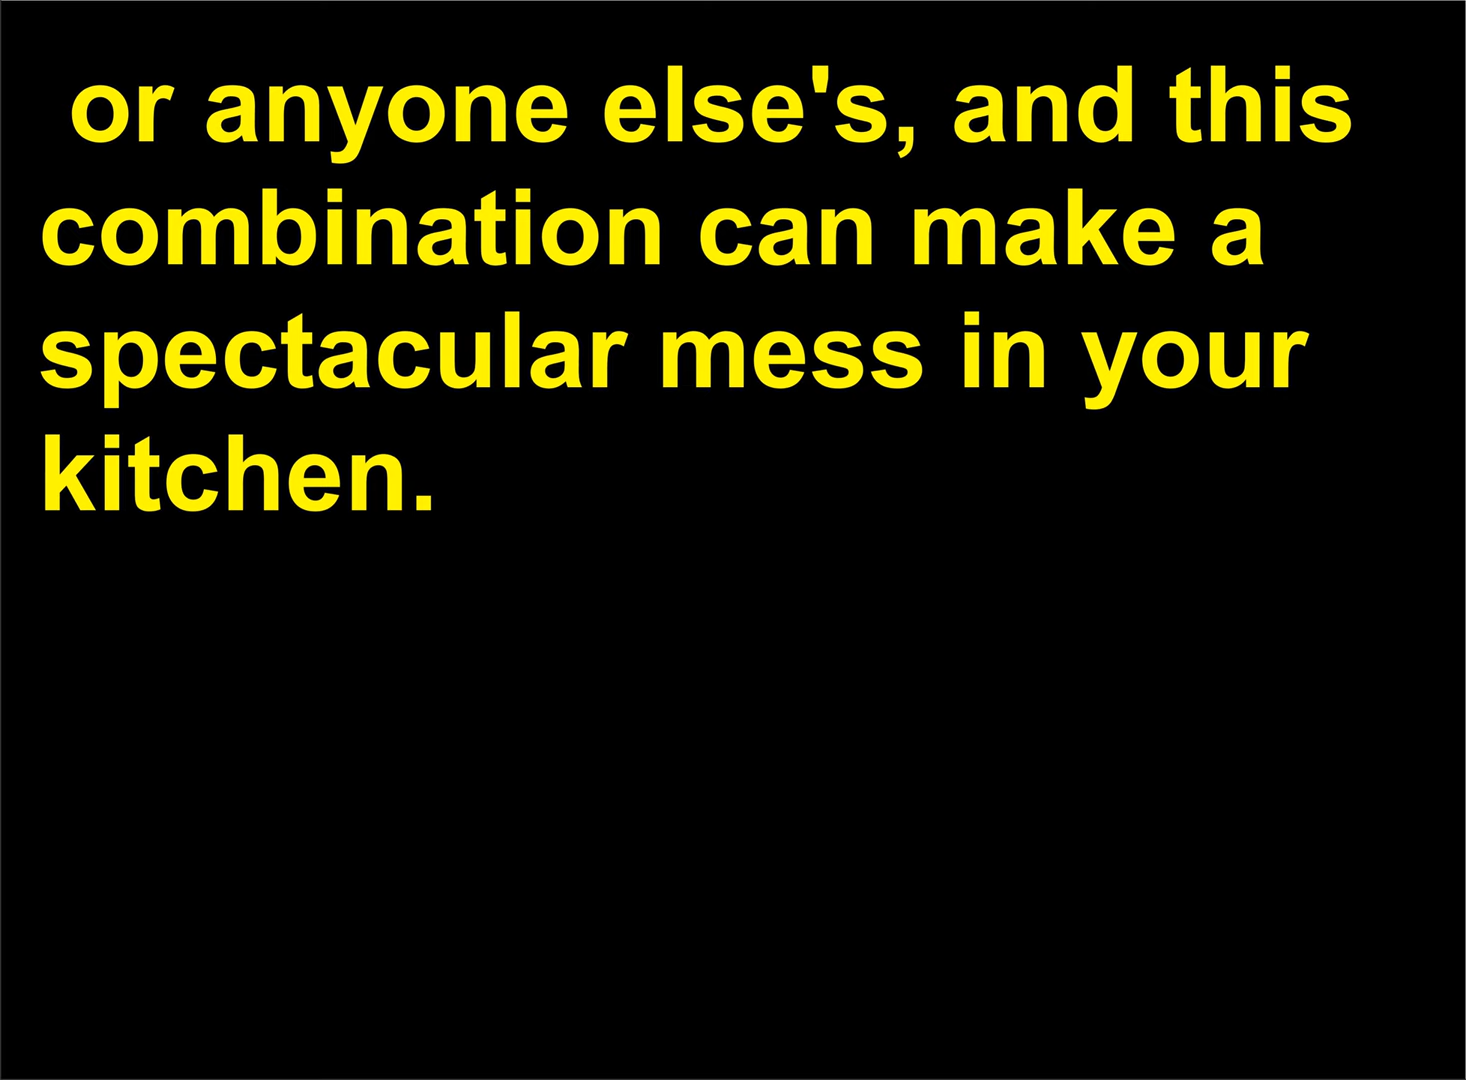 or anyone else's, and this
combination can make a
spectacular mess in your
kitchen.